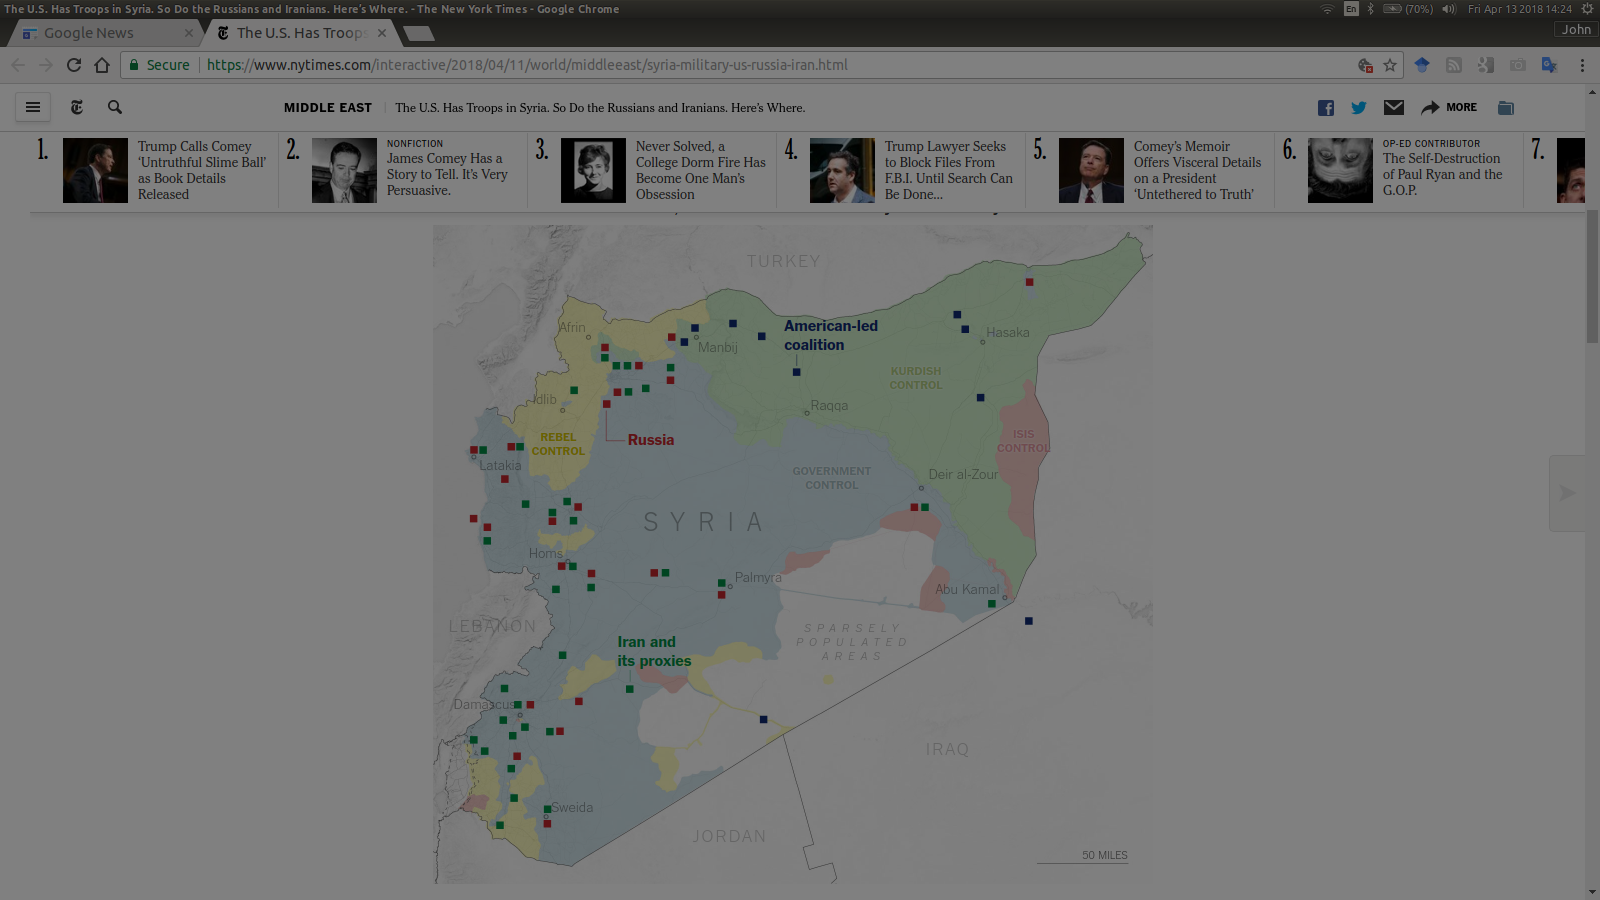 The U.S. Has Troops in Syria. So Do the Russians and Iranians. Here's Where. - The New York Times - Google Chrome
En
(70%)
Fri Apr 13 2018 14:24
Google News
The U.S. Has Troops
John
Secure
https://www.nytimes.com/interactive/2018/04/11/world/middleeast/syria-military-us-russia-iran.html
MIDDLE EAST
The U.S. Has Troops in Syria. So Do the Russians and Iranians. Here's Where.
MORE
1.
Trump Calls Comey
‘Untruthful Slime Ball’
as Book Details
Released
2.
NONFICTION
James Comey Has a
Story to Tell. It's Very
Persuasive.
3.
Never Solved, a
College Dorm Fire Has
Become One Man's
Obsession
4.
Trump Lawyer Seeks
to Block Files From
F.B.I. Until Search Can
Be Done...
5.
Comey's Memoir
Offers Visceral Details
on a President
‘Untethered to Truth’
6.
OP-ED CONTRIBUTOR
The Self-Destruction
of Paul Ryan and the
G.O.P.
7.
TURKEY
Afrin
Manbij
American-led
coalition
Hasaka
KURDISH
CONTROL
Idlib
Raqqa
REBEL
CONTROL
Russia
ISIS
CONTROL
Latakia
GOVERNMENT
CONTROL
Deir al-Zour
SYRIA
Homs
Palmyra
Abu Kamal
LEBANON
SPARSELY
POPULATED
AREAS
Iran and
its proxies
Damascus
IRAQ
Sweida
JORDAN
50 MILES